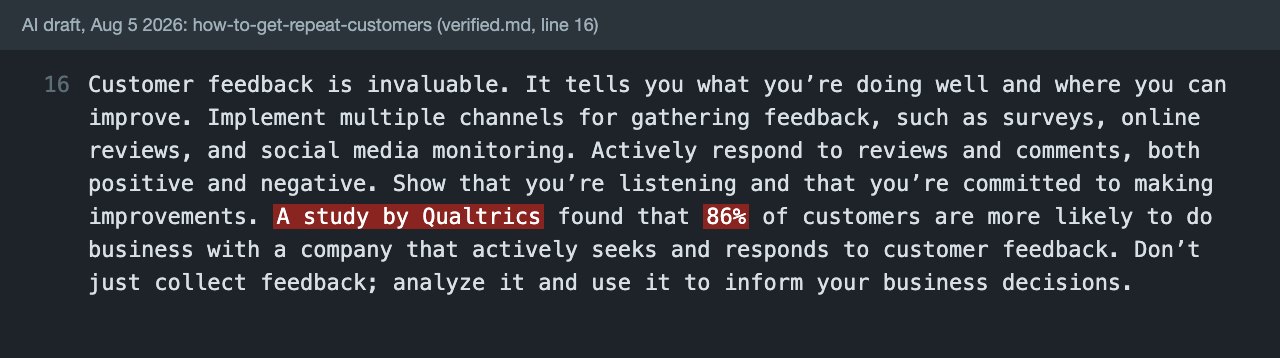 AI draft, Aug 5 2026: how-to-get-repeat-customers (verified.md, line 16)
16 Customer feedback is invaluable. It tells you what you’re doing well and where you can
improve. Implement multiple channels for gathering feedback, such as surveys, online
reviews, and social media monitoring. Actively respond to reviews and comments, both
positive and negative. Show that you’re listening and that you’re committed to making
improvements. A study by Qualtrics found that 86% of customers are more likely to do
business with a company that actively seeks and responds to customer feedback. Don’t
just collect feedback; analyze it and use it to inform your business decisions.